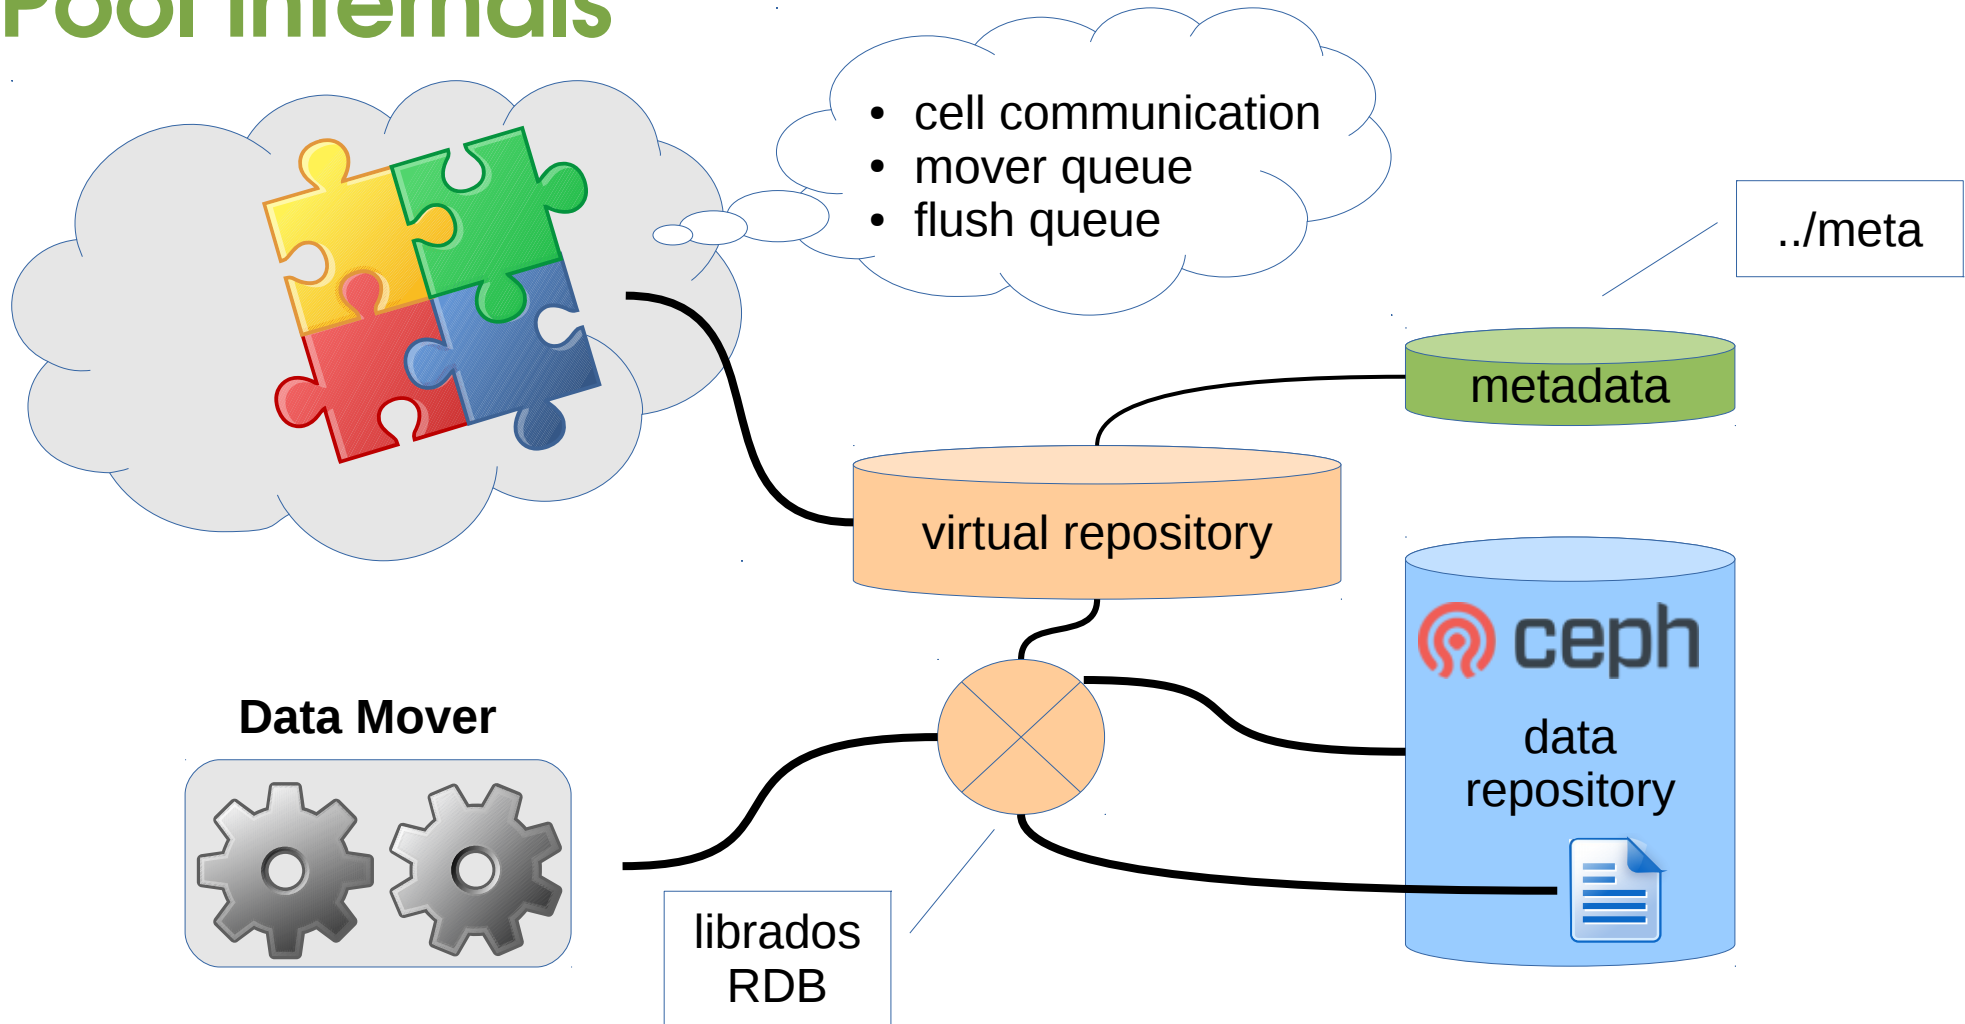 Pool Internals
• cell communication
• mover queue
• flush queue
../meta
metadata
virtual repository
ceph
data
repository
Data Mover
librados
RDB